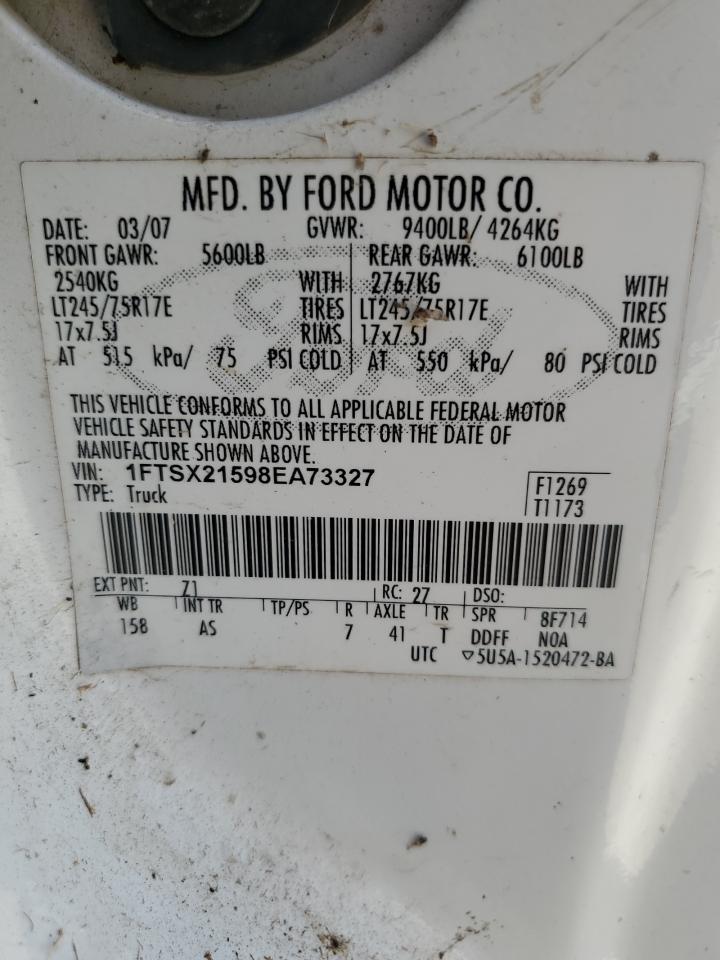 MFD. BY FORD MOTOR CO.
DATE: 03/07 GVWR: 9400LB/ 4264KG
FRONT GAWR: 5600LB REAR GAWR: 6100LB
2540KG WITH 2767KG WITH
LT245/75R17E TIRES LT245/75R17E TIRES
17x7.5J RIMS 17x7.5J RIMS
AT 515 kPa/ 75 PSI COLD AT 550 kPa/ 80 PSI COLD
Ford
THIS VEHICLE CONFORMS TO ALL APPLICABLE FEDERAL MOTOR
VEHICLE SAFETY STANDARDS IN EFFECT ON THE DATE OF
MANUFACTURE SHOWN ABOVE.
VIN: 1FTSX21598EA73327 F1269
TYPE: Truck T1173
EXT PNT: Z1 RC: 27 DSO:
WB INT TR TP/PS R AXLE TR SPR 8F714
158 AS 7 41 T DDFF N0A
UTC ▽5U5A-1520472-BA